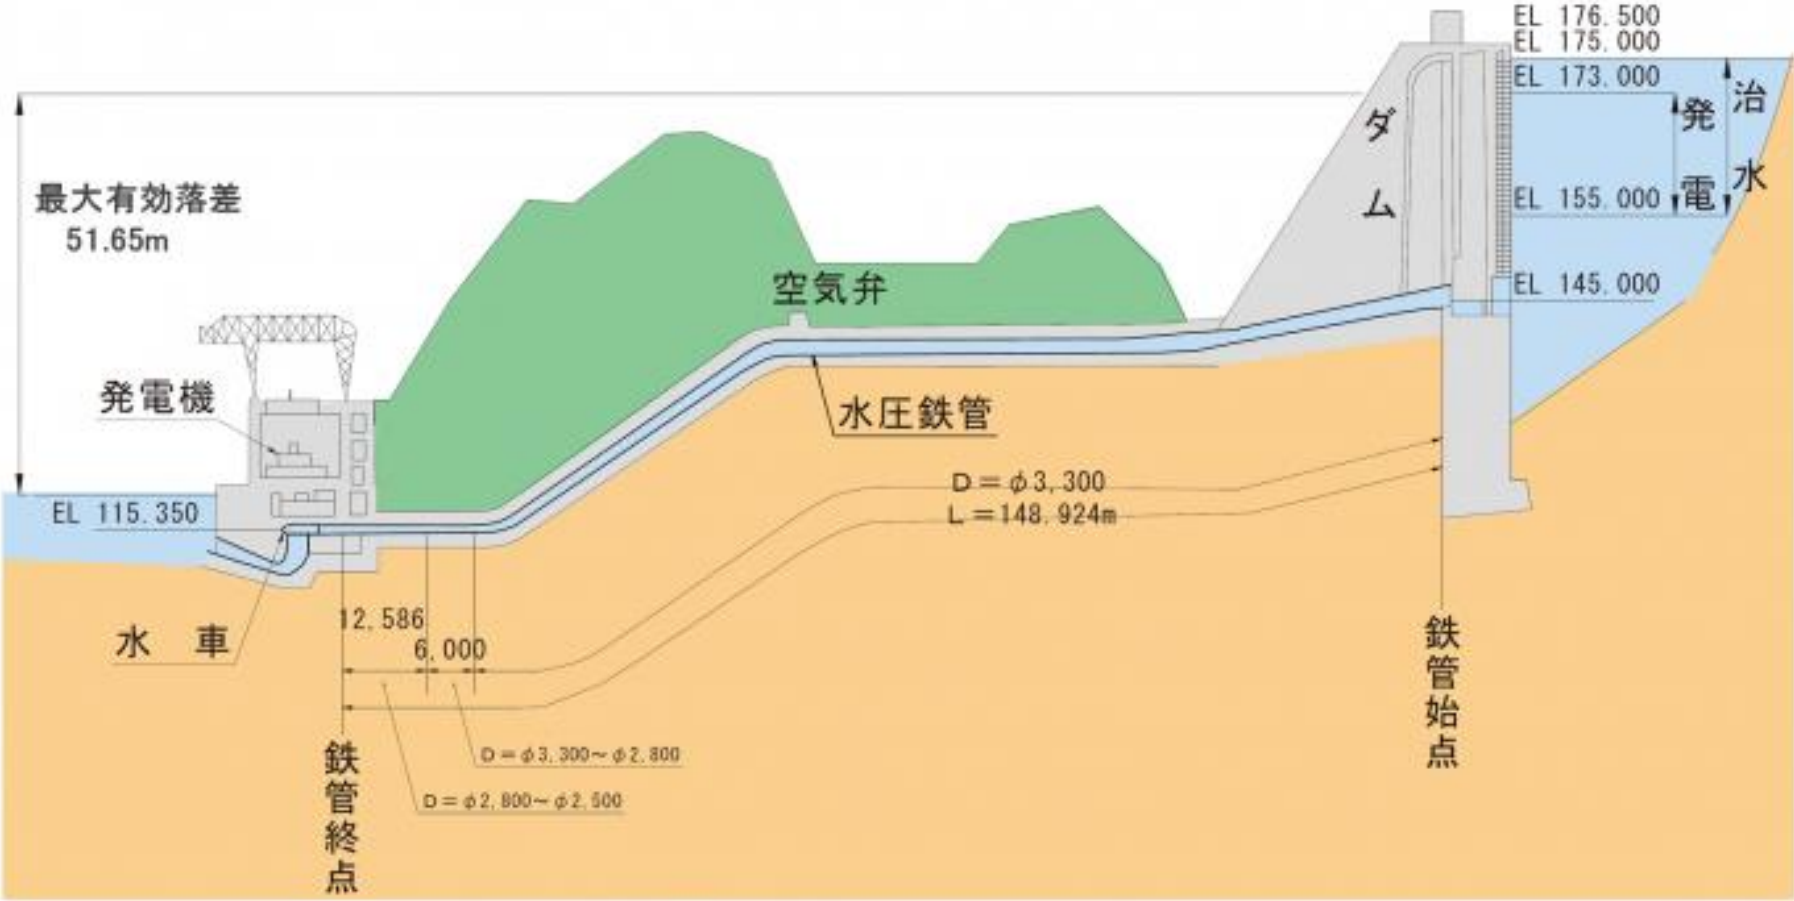 EL 176.500
EL 175.000
EL 173.000
治水
発電
ダム
最大有効落差
51.65m
EL 155.000
空気弁
EL 145.000
発電機
水圧鉄管
D=φ3,300
L=148.924m
EL 115.350
12,586
6,000
水 車
鉄管始点
D=φ3,300~φ2,800
D=φ2,800~φ2,500
鉄管終点